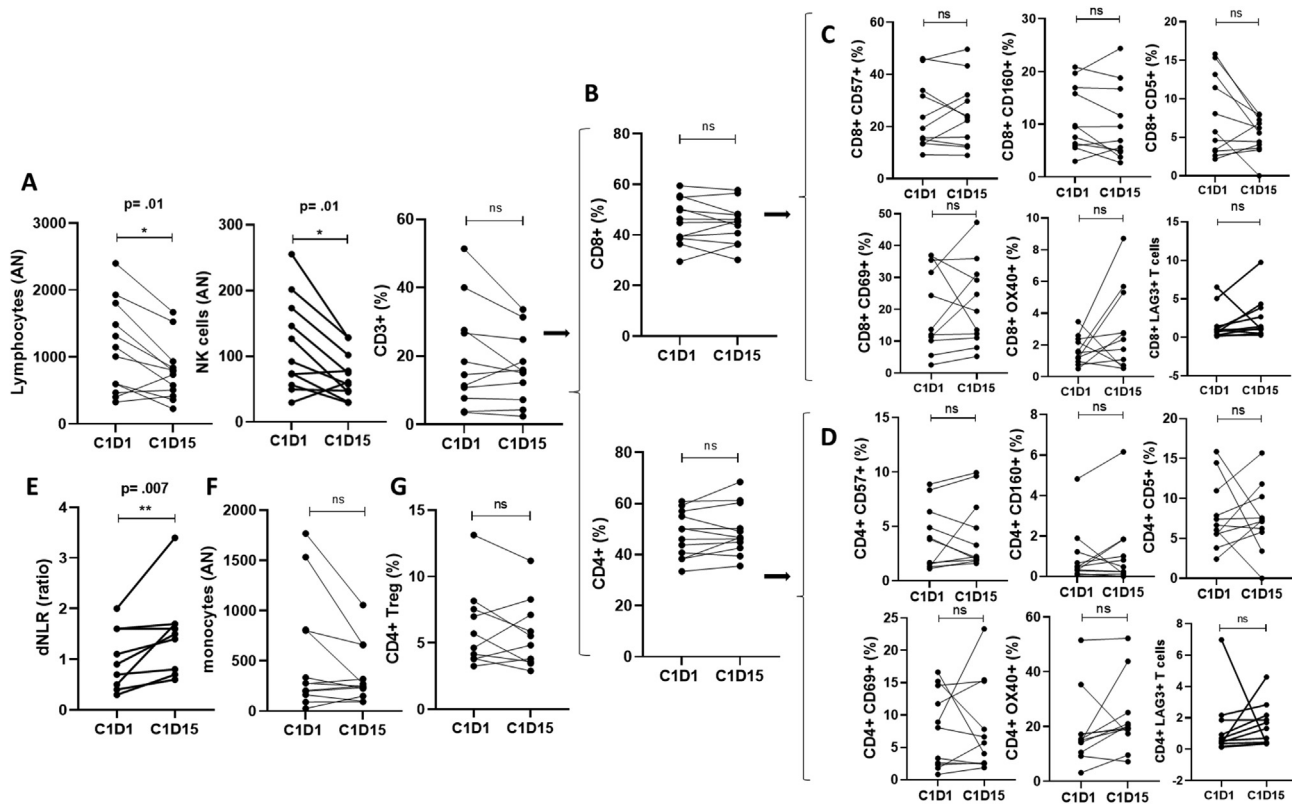 A
p= .01
*
Lymphocytes (AN)
3000
2000
1000
0
C1D1 C1D15
p= .01
*
NK cells (AN)
300
200
100
0
C1D1 C1D15
ns
CD3+ (%)
60
40
20
0
C1D1 C1D15
B
ns
CD8+ (%)
80
60
40
20
0
C1D1 C1D15
ns
CD4+ (%)
80
60
40
20
0
C1D1 C1D15
C
ns
CD8+ CD57+ (%)
60
40
20
0
C1D1 C1D15
ns
CD8+ CD160+ (%)
30
20
10
0
C1D1 C1D15
ns
CD8+ CD5+ (%)
20
15
10
5
0
C1D1 C1D15
ns
CD8+ CD69+ (%)
50
40
30
20
10
0
C1D1 C1D15
ns
CD8+ OX40+ (%)
10
8
6
4
2
0
C1D1 C1D15
ns
CD8+ LAG3+ T cells
15
10
5
0
-5
C1D1 C1D15
D
ns
CD4+ CD57+ (%)
15
10
5
0
C1D1 C1D15
ns
CD4+ CD160+ (%)
8
6
4
2
0
C1D1 C1D15
ns
CD4+ CD5+ (%)
20
15
10
5
0
C1D1 C1D15
ns
CD4+ CD69+ (%)
25
20
15
10
5
0
C1D1 C1D15
ns
CD4+ OX40+ (%)
60
40
20
0
C1D1 C1D15
ns
CD4+ LAG3+ T cells
8
6
4
2
0
-2
C1D1 C1D15
E
p= .007
**
dNLR (ratio)
4
3
2
1
0
C1D1 C1D15
F
ns
monocytes (AN)
2000
1500
1000
500
0
C1D1 C1D15
G
ns
CD4+ Treg (%)
15
10
5
0
C1D1 C1D15